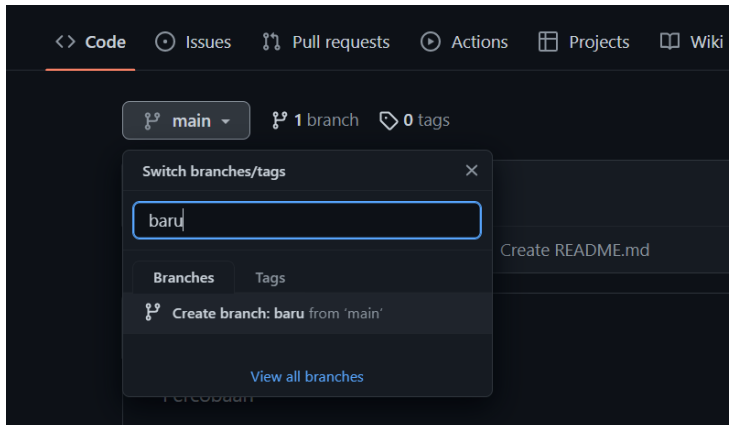 <> Code Issues Pull requests Actions Projects Wiki
main 1 branch 0 tags
Switch branches/tags
baru
Create README.md
Branches Tags
Create branch: baru from ‘main’
View all branches
Percobaan